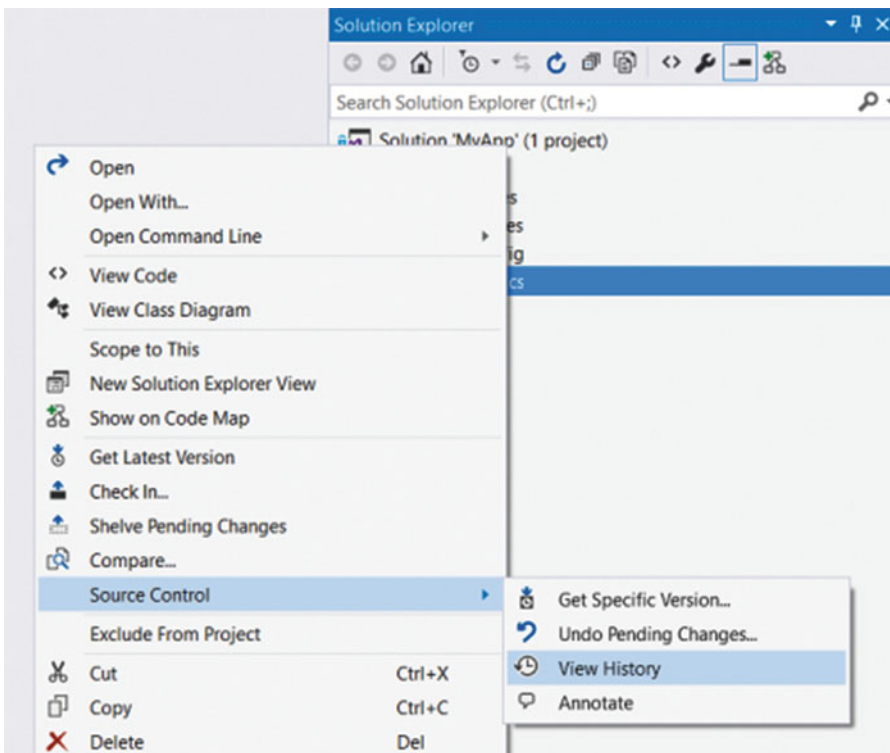 Solution Explorer
Search Solution Explorer (Ctrl+;)
Solution 'MyApp' (1 project)
s
es
ig
cs
Open
Open With...
Open Command Line
View Code
View Class Diagram
Scope to This
New Solution Explorer View
Show on Code Map
Get Latest Version
Check In...
Shelve Pending Changes
Compare...
Source Control
Exclude From Project
Cut Ctrl+X
Copy Ctrl+C
Delete Del
Get Specific Version...
Undo Pending Changes...
View History
Annotate